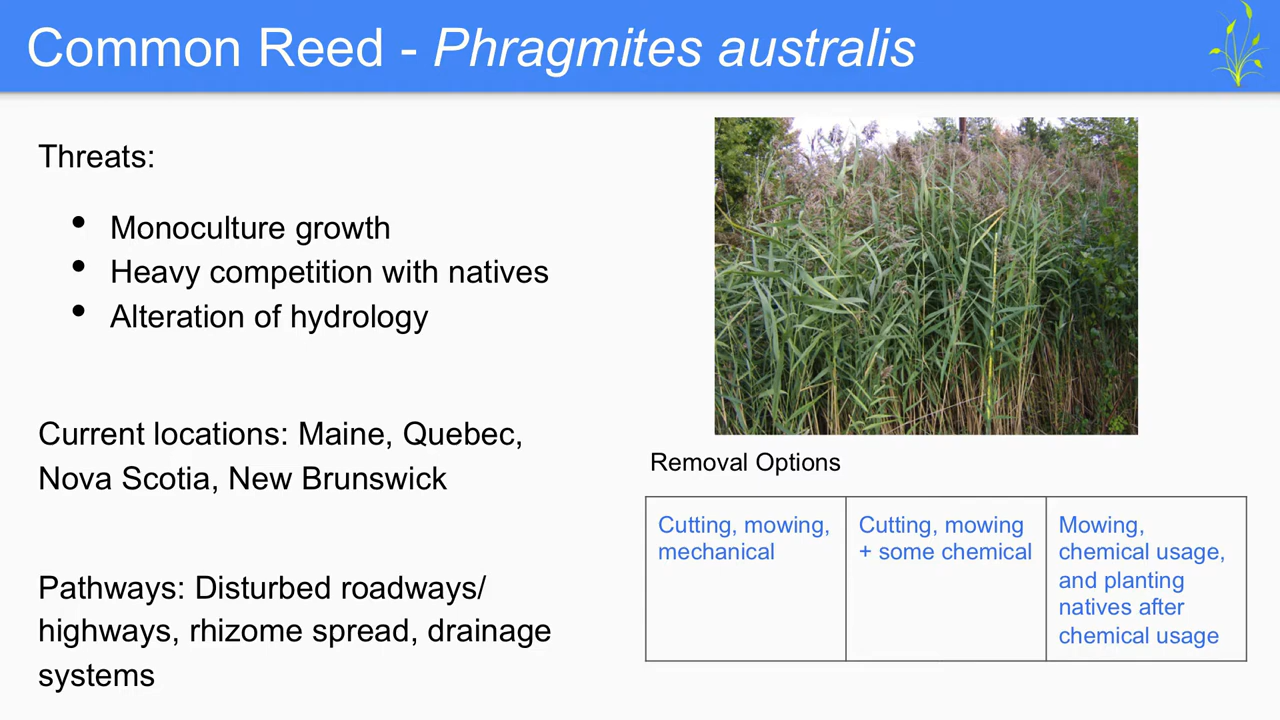 Common Reed - Phragmites australis
Threats:
• Monoculture growth
• Heavy competition with natives
• Alteration of hydrology
Current locations: Maine, Quebec,
Nova Scotia, New Brunswick
Pathways: Disturbed roadways/
highways, rhizome spread, drainage
systems
Removal Options
Cutting, mowing,
mechanical
Cutting, mowing
+ some chemical
Mowing,
chemical usage,
and planting
natives after
chemical usage